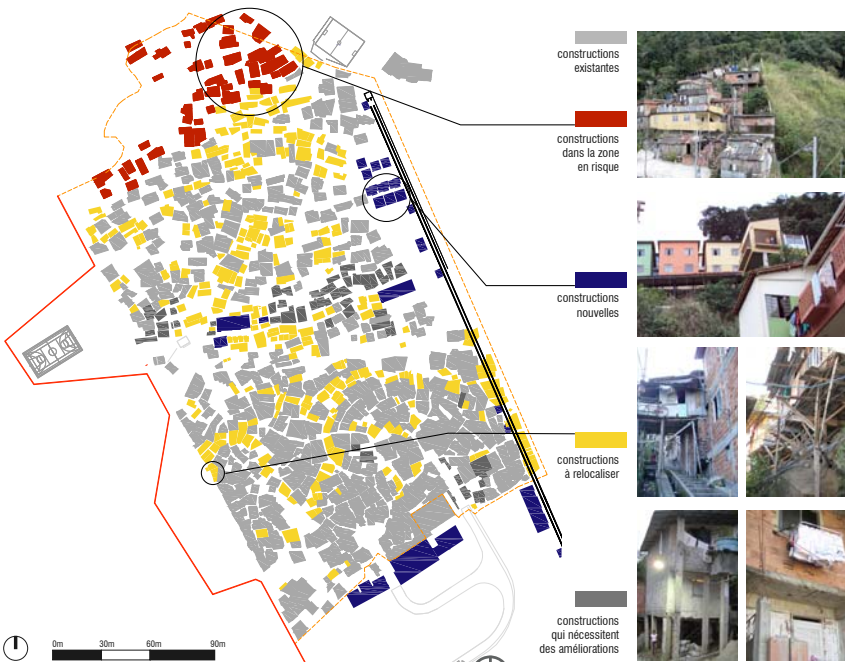 constructions
existantes
constructions
dans la zone
en risque
constructions
nouvelles
constructions
à relocaliser
constructions
qui nécessitent
des améliorations
0m 30m 60m 90m